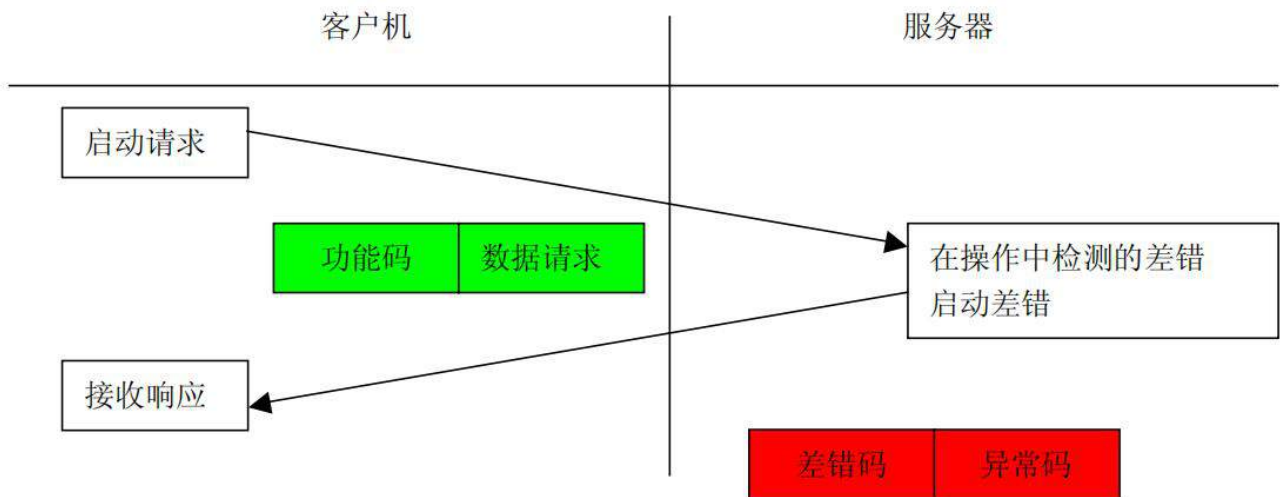 客户机
服务器
启动请求
功能码
数据请求
在操作中检测的差错
启动差错
接收响应
差错码
异常码